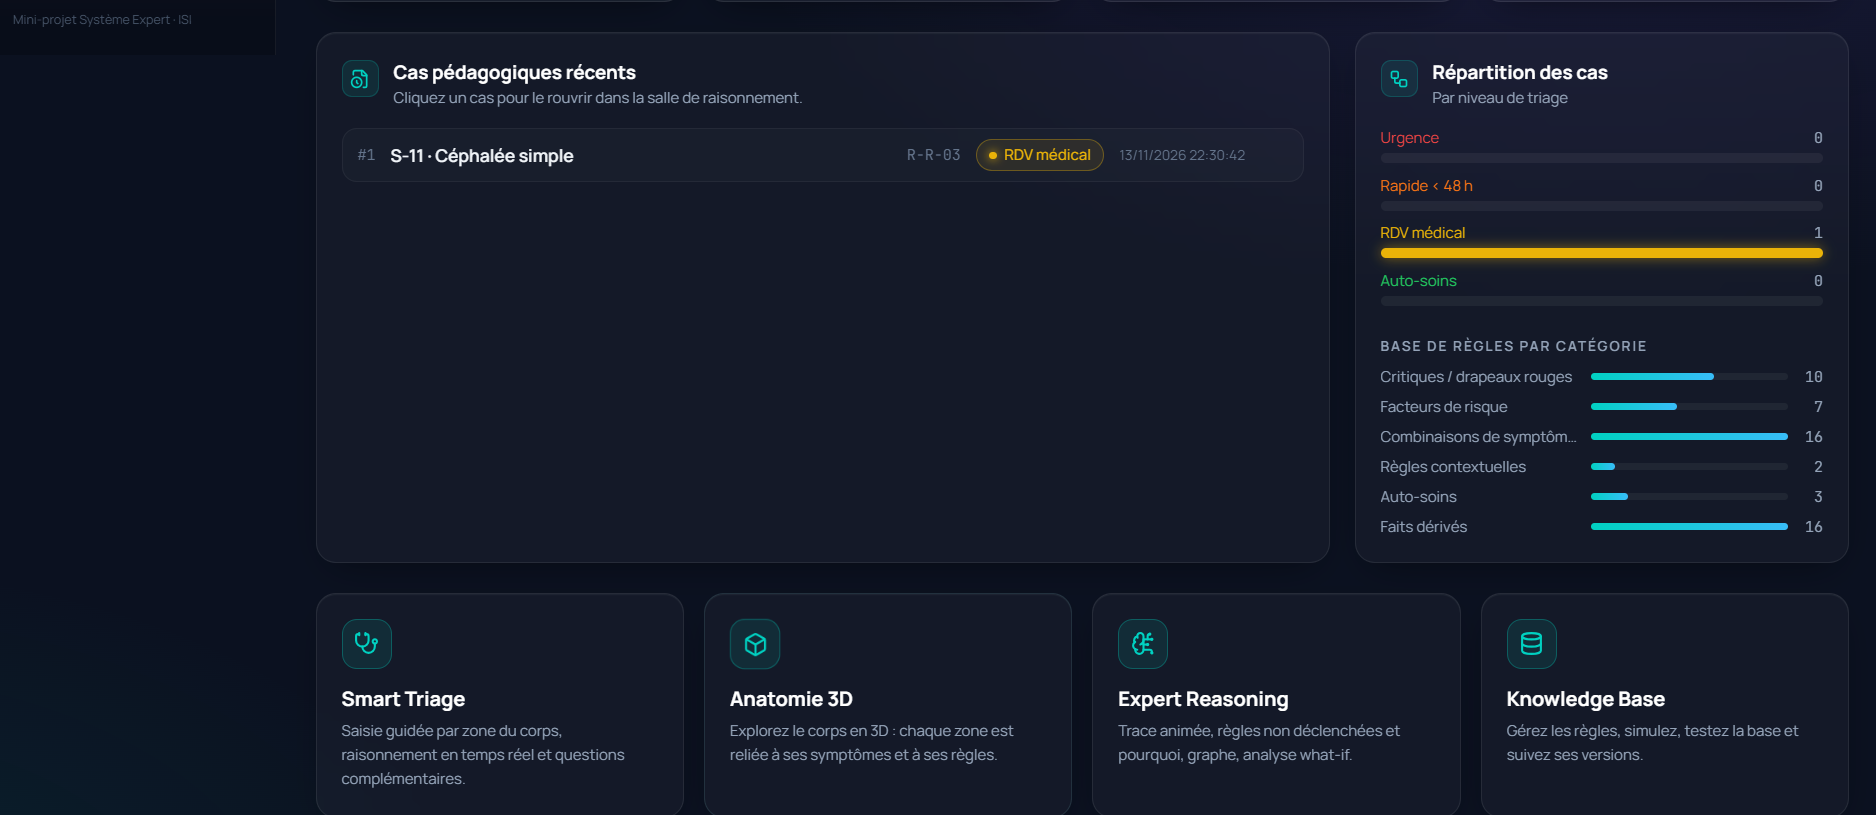 Mini-projet Système Expert · ISI
Cas pédagogiques récents
Cliquez un cas pour le rouvrir dans la salle de raisonnement.
#1 S-11 · Céphalée simple R-R-03 RDV médical 13/11/2026 22:30:42
Répartition des cas
Par niveau de triage
Urgence 0
Rapide < 48 h 0
RDV médical 1
Auto-soins 0
BASE DE RÈGLES PAR CATÉGORIE
Critiques / drapeaux rouges 10
Facteurs de risque 7
Combinaisons de symptôm... 16
Règles contextuelles 2
Auto-soins 3
Faits dérivés 16
Smart Triage
Saisie guidée par zone du corps,
raisonnement en temps réel et questions
complémentaires.
Anatomie 3D
Explorez le corps en 3D : chaque zone est
reliée à ses symptômes et à ses règles.
Expert Reasoning
Trace animée, règles non déclenchées et
pourquoi, graphe, analyse what-if.
Knowledge Base
Gérez les règles, simulez, testez la base et
suivez ses versions.